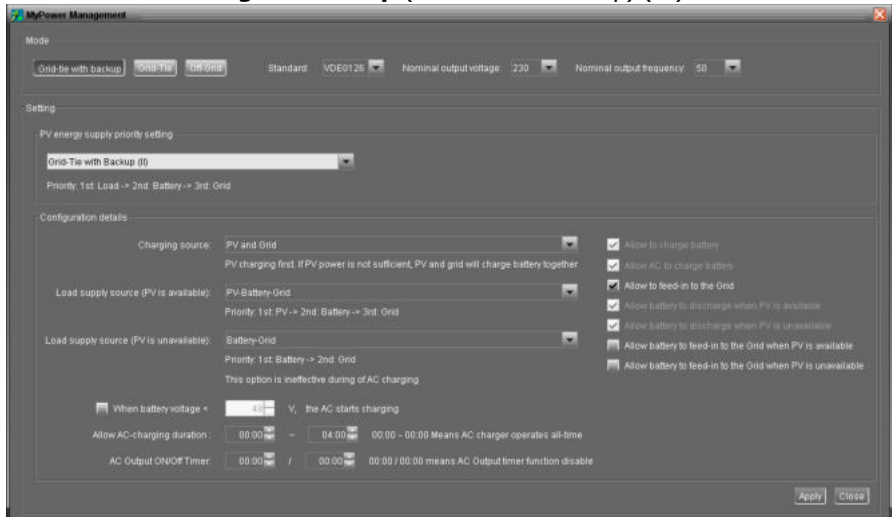 MyPower Management
Mode
Grid-tie with backup Grid-Tie Off-Grid Standard: VDE0126 Nominal output voltage: 230 Nominal output frequency: 50
Setting
PV energy supply priority setting
Grid-Tie with Backup (II)
Priority: 1st: Load -> 2nd: Battery -> 3rd: Grid
Configuration details
Charging source: PV and Grid
PV charging first. If PV power is not sufficient, PV and grid will charge battery together
Load supply source (PV is available): PV-Battery-Grid
Priority: 1st: PV -> 2nd: Battery -> 3rd: Grid
Load supply source (PV is unavailable): Battery-Grid
Priority: 1st: Battery -> 2nd: Grid
This option is ineffective during of AC charging
Allow to charge battery
Allow AC to charge battery
Allow to feed-in to the Grid
Allow battery to discharge when PV is available
Allow battery to discharge when PV is unavailable
Allow battery to feed-in to the Grid when PV is available
Allow battery to feed-in to the Grid when PV is unavailable
When battery voltage < 48 V, the AC starts charging
Allow AC-charging duration : 00:00 ~ 04:00 00:00 ~ 00:00 Means AC charger operates all-time
AC Output ON/Off Timer: 00:00 / 00:00 00:00 / 00:00 means AC Output timer function disable
Apply Close